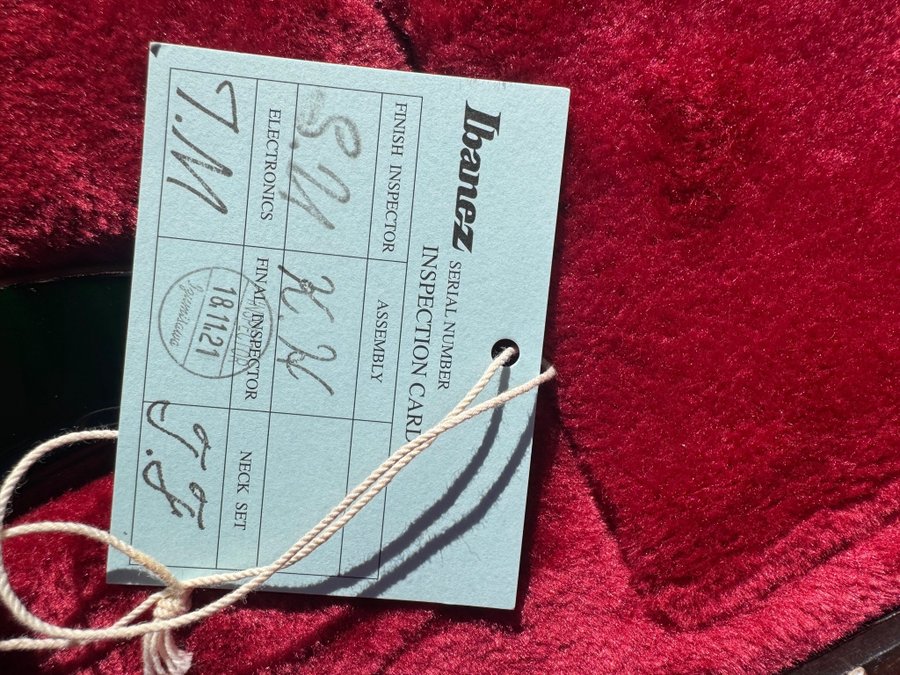 Ibanez SERIAL NUMBER
INSPECTION CARD
FINISH INSPECTOR
ASSEMBLY
S.U
K.K
ELECTRONICS
FINAL INSPECTOR
NECK SET
T.M
18.11.21
T.F